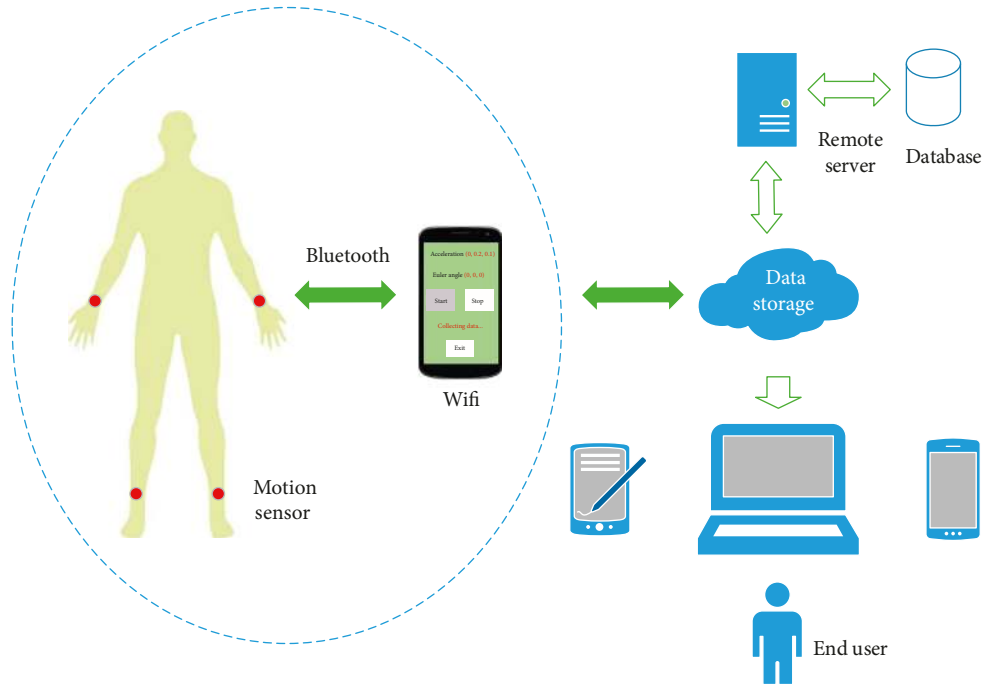 Bluetooth
Acceleration (0, 0.2, 0.1)
Euler angle (0, 0, 0)
Start Stop
Collecting data...
Exit
Wifi
Motion
sensor
Remote
server
Database
Data
storage
End user